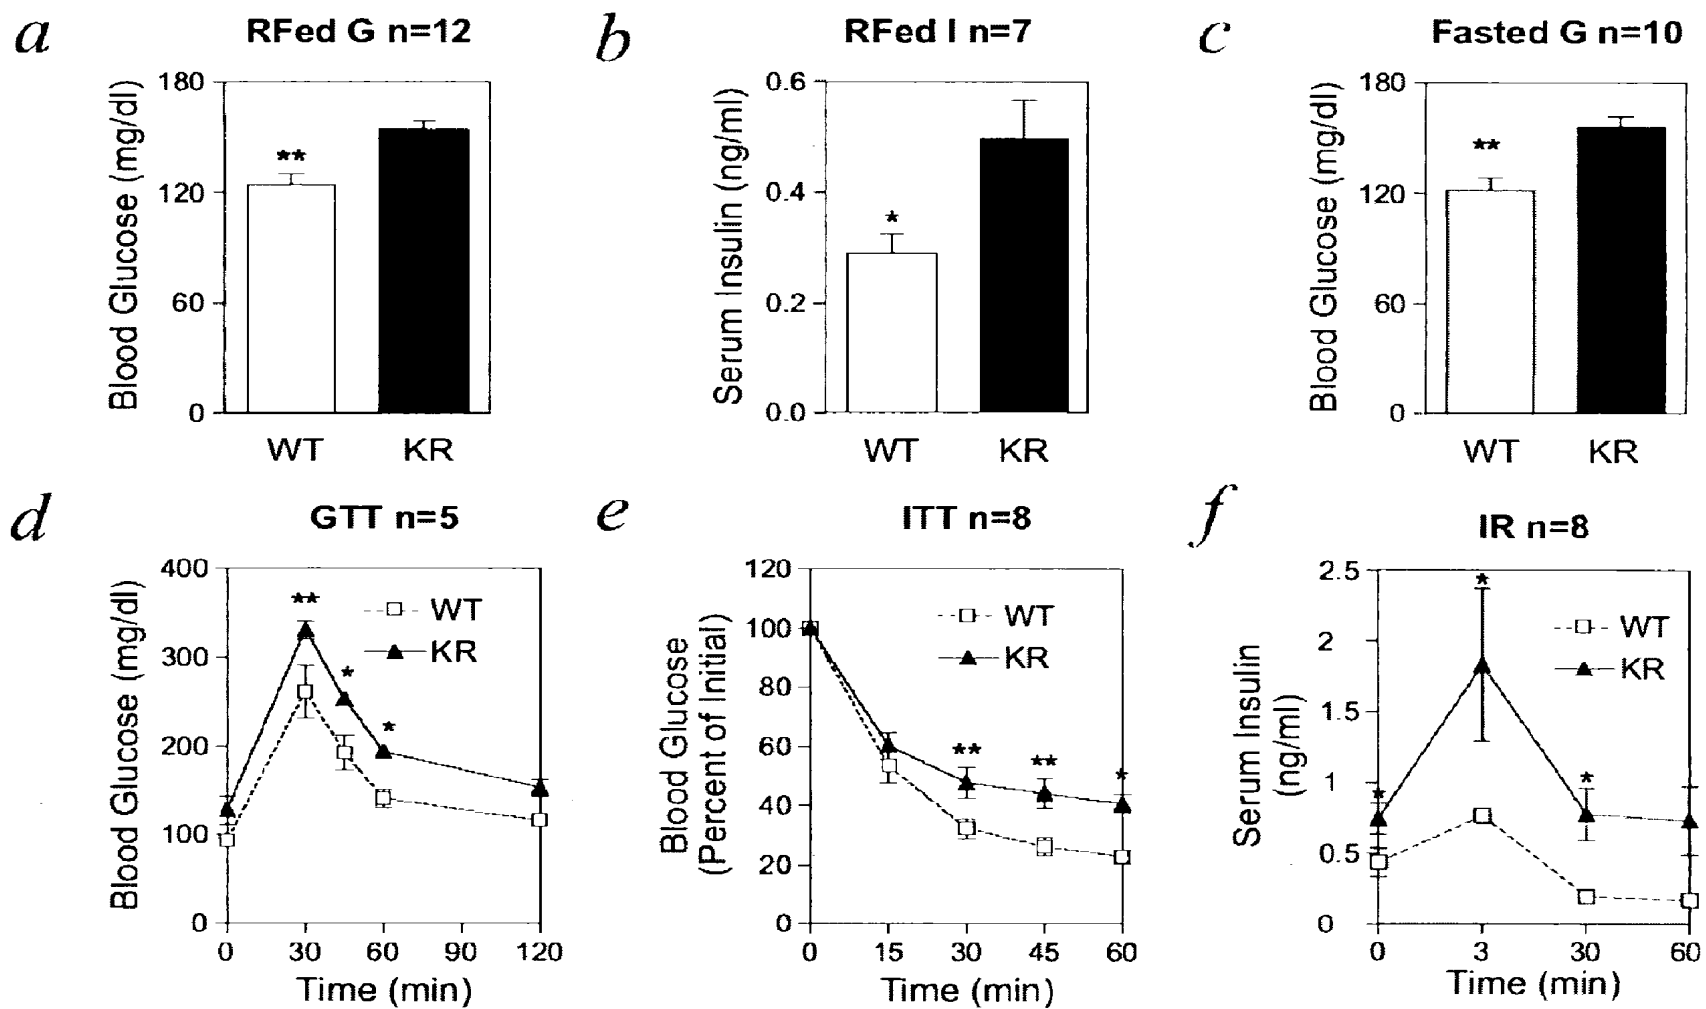 a
RFed G n=12
Blood Glucose (mg/dl)
180
120
60
0
**
WT
KR
b
RFed I n=7
Serum Insulin (ng/ml)
0.6
0.4
0.2
0.0
*
WT
KR
c
Fasted G n=10
Blood Glucose (mg/dl)
180
120
60
0
**
WT
KR
d
GTT n=5
Blood Glucose (mg/dl)
400
300
200
100
0
**
*
*
WT
KR
0 30 60 90 120
Time (min)
e
ITT n=8
Blood Glucose
(Percent of Initial)
120
100
80
60
40
20
0
WT
KR
**
**
*
0 15 30 45 60
Time (min)
f
IR n=8
Serum Insulin
(ng/ml)
2.5
2
1.5
1
0.5
0
*
*
*
WT
KR
0 3 30 60
Time (min)